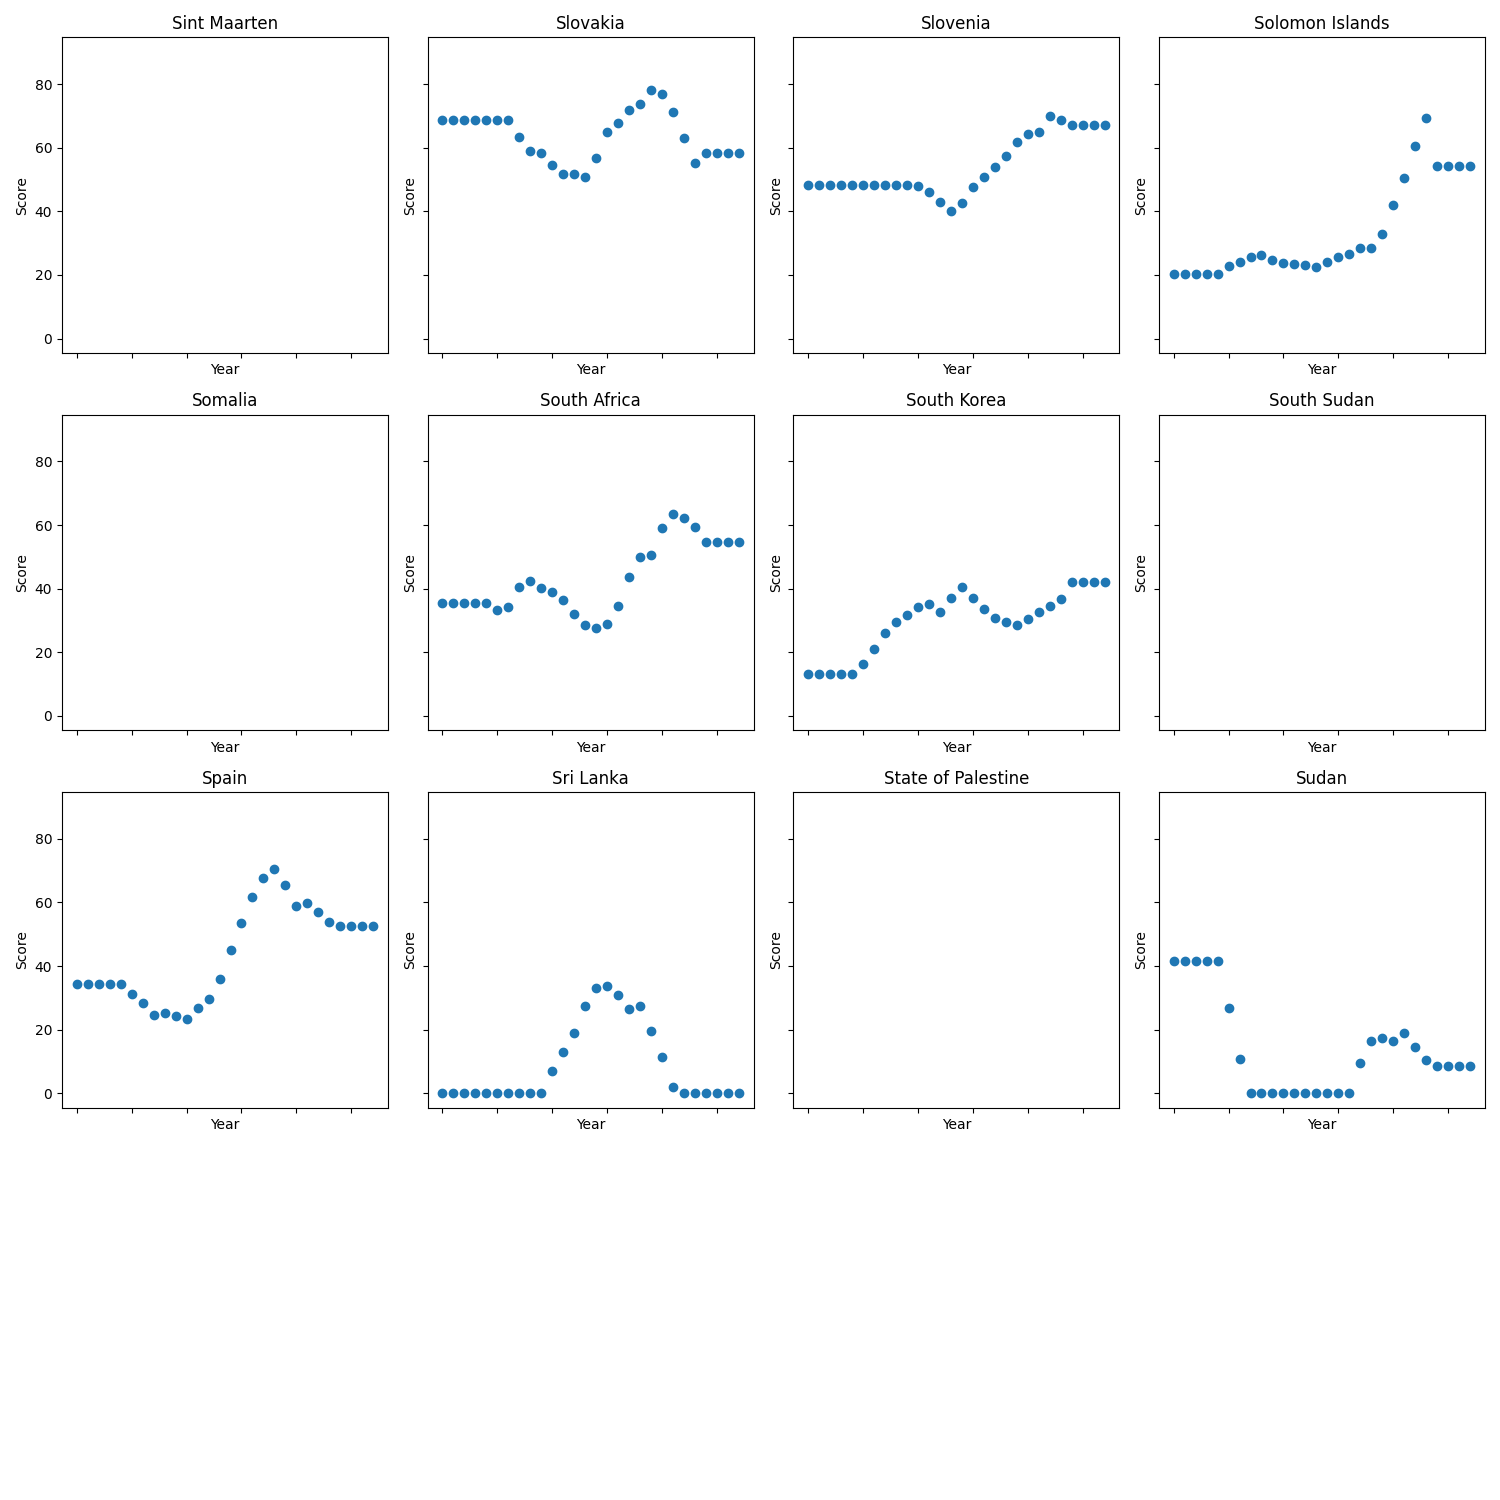 Sint Maarten
Slovakia
Slovenia
Solomon Islands
80
60
40
20
0
Score
Score
Score
Score
Year
Year
Year
Year
Somalia
South Africa
South Korea
South Sudan
80
60
40
20
0
Score
Score
Score
Score
Year
Year
Year
Year
Spain
Sri Lanka
State of Palestine
Sudan
80
60
40
20
0
Score
Score
Score
Score
Year
Year
Year
Year